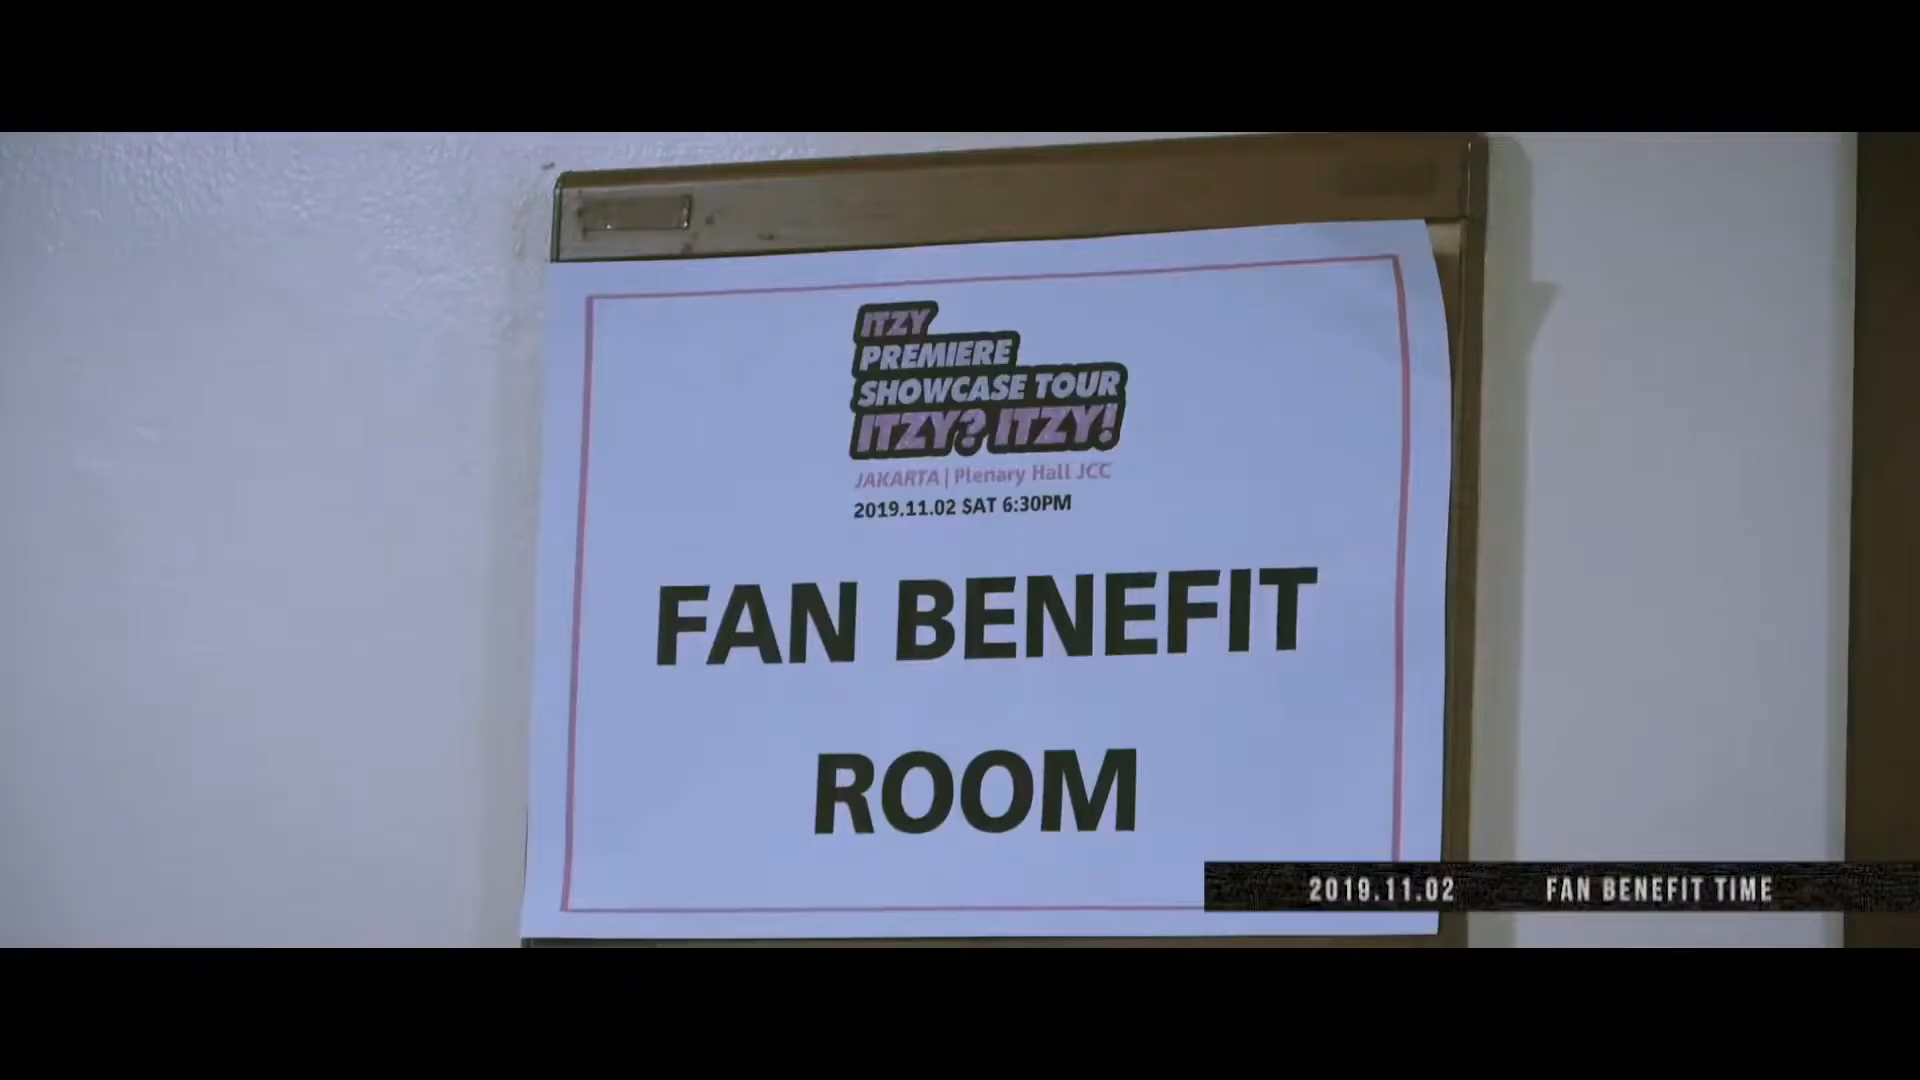 ITZY
PREMIERE
SHOWCASE TOUR
ITZY? ITZY!
JAKARTA | Plenary Hall JCC
2019.11.02 SAT 6:30PM
FAN BENEFIT
ROOM
2019.11.02 FAN BENEFIT TIME